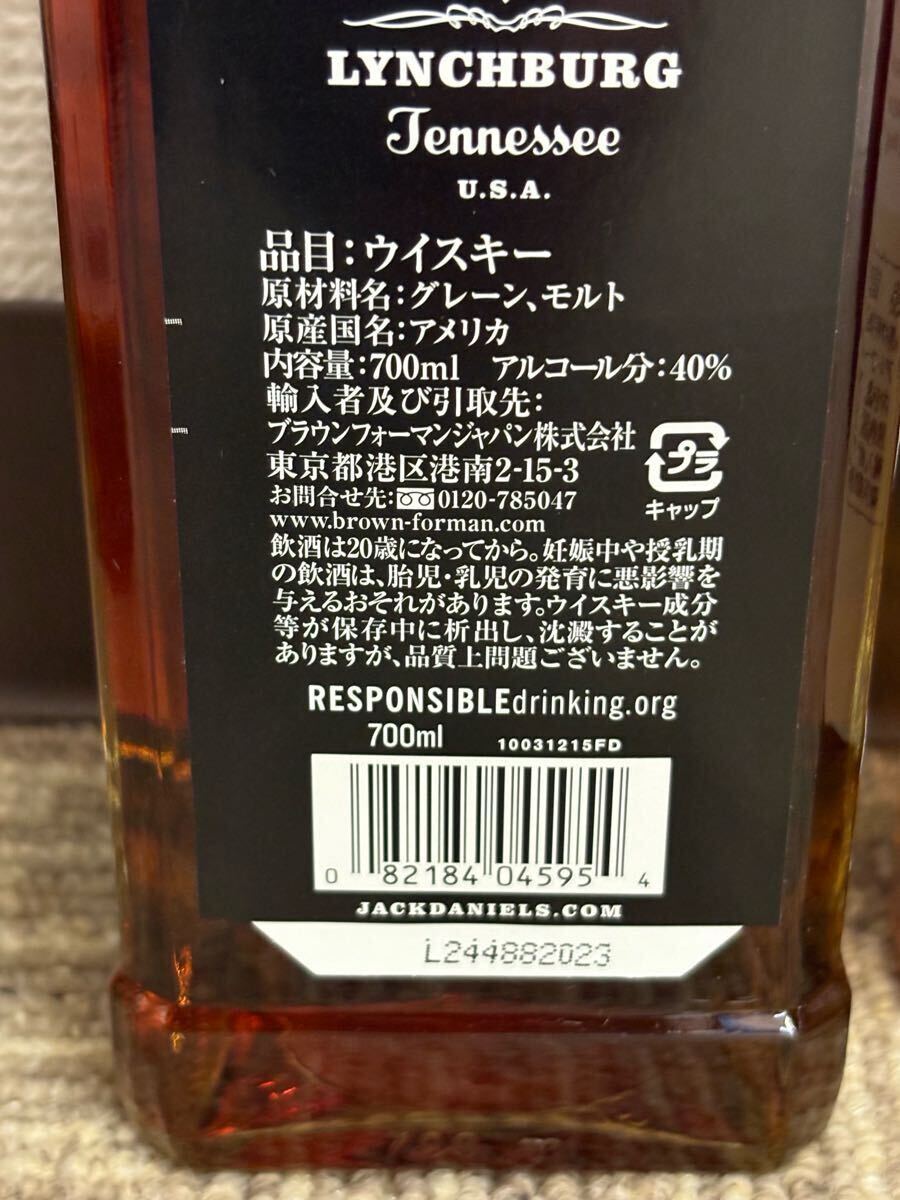 LYNCHBURG
Tennessee
U.S.A.
品目:ウイスキー
原材料名:グレーン、モルト
原産国名:アメリカ
内容量:700ml アルコール分:40%
輸入者及び引取先:
ブラウンフォーマンジャパン株式会社
東京都港区港南2-15-3
お問合せ先:0120-785047
www.brown-forman.com
プラ
キャップ
飲酒は20歳になってから。妊娠中や授乳期
の飲酒は、胎児・乳児の発育に悪影響を
与えるおそれがあります。ウイスキー成分
等が保存中に析出し、沈澱することが
ありますが、品質上問題ございません。
RESPONSIBLEdrinking.org
700ml 10031215FD
0 82184 04595 4
JACKDANIELS.COM
L244882023